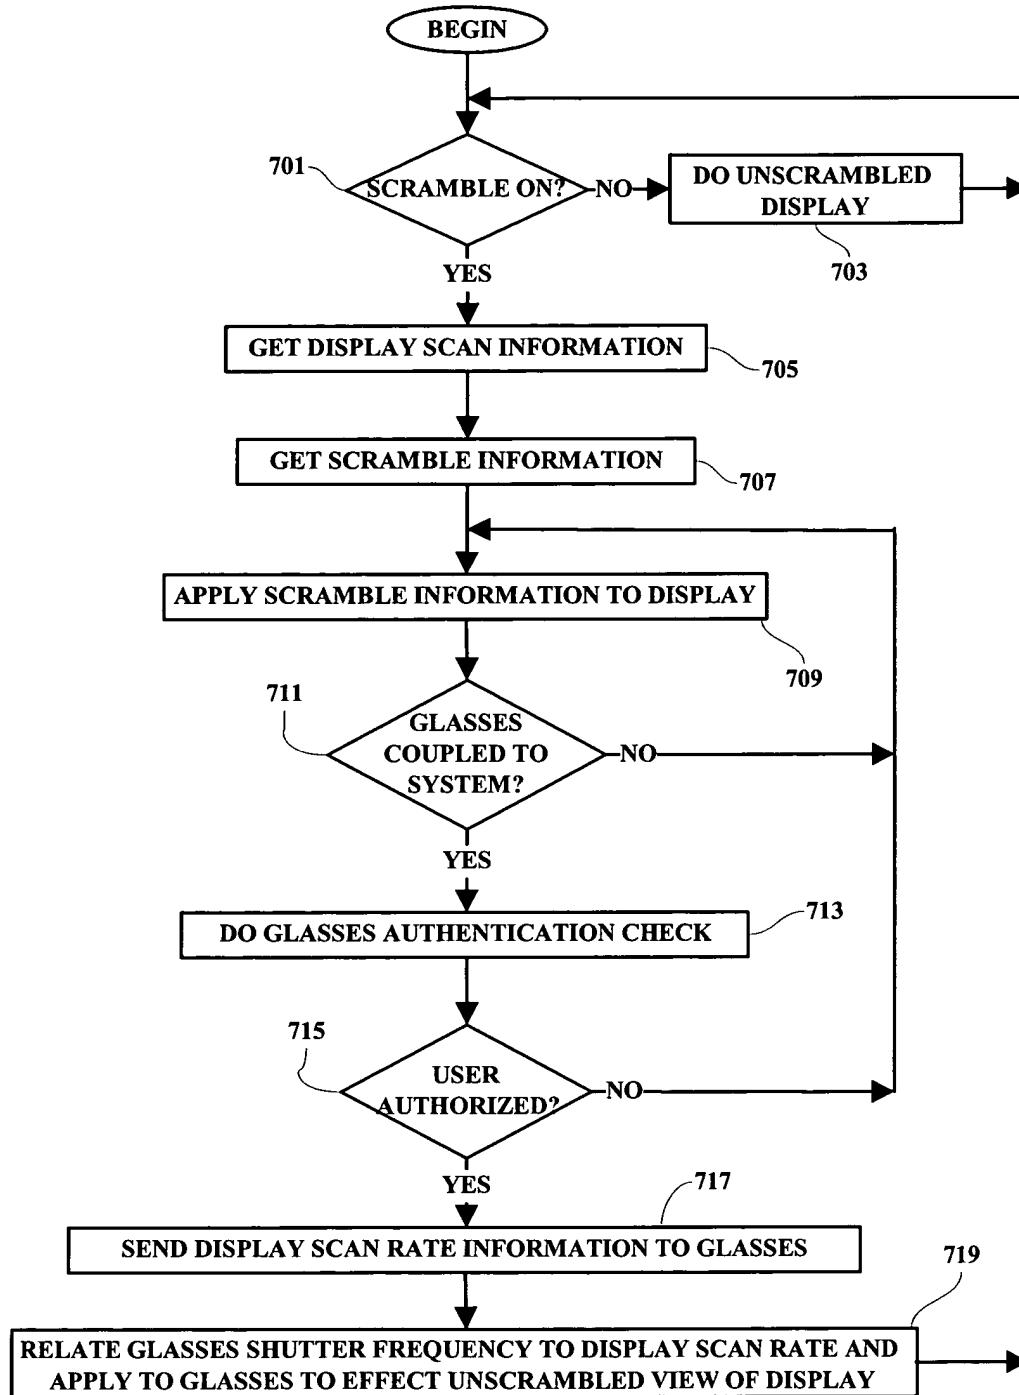 BEGIN
701
SCRAMBLE ON?
NO
DO UNSCRAMBLED
DISPLAY
703
YES
GET DISPLAY SCAN INFORMATION
705
GET SCRAMBLE INFORMATION
707
APPLY SCRAMBLE INFORMATION TO DISPLAY
709
711
GLASSES
COUPLED TO
SYSTEM?
NO
YES
DO GLASSES AUTHENTICATION CHECK
713
715
USER
AUTHORIZED?
NO
YES
717
SEND DISPLAY SCAN RATE INFORMATION TO GLASSES
719
RELATE GLASSES SHUTTER FREQUENCY TO DISPLAY SCAN RATE AND
APPLY TO GLASSES TO EFFECT UNSCRAMBLED VIEW OF DISPLAY